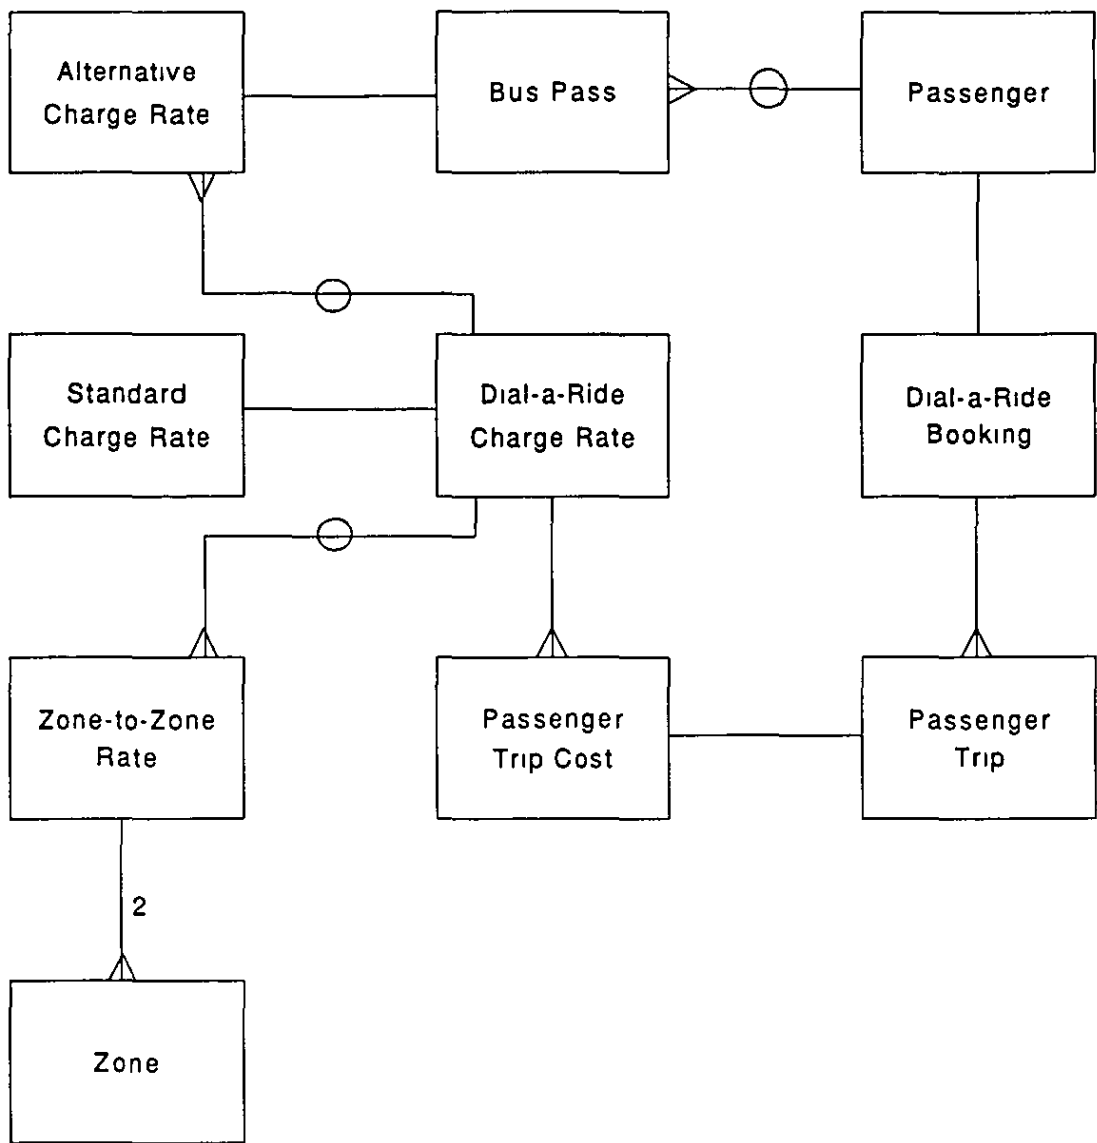 Alternative
Charge Rate
Bus Pass
Passenger
Standard
Charge Rate
Dial-a-Ride
Charge Rate
Dial-a-Ride
Booking
Zone-to-Zone
Rate
Passenger
Trip Cost
Passenger
Trip
2
Zone